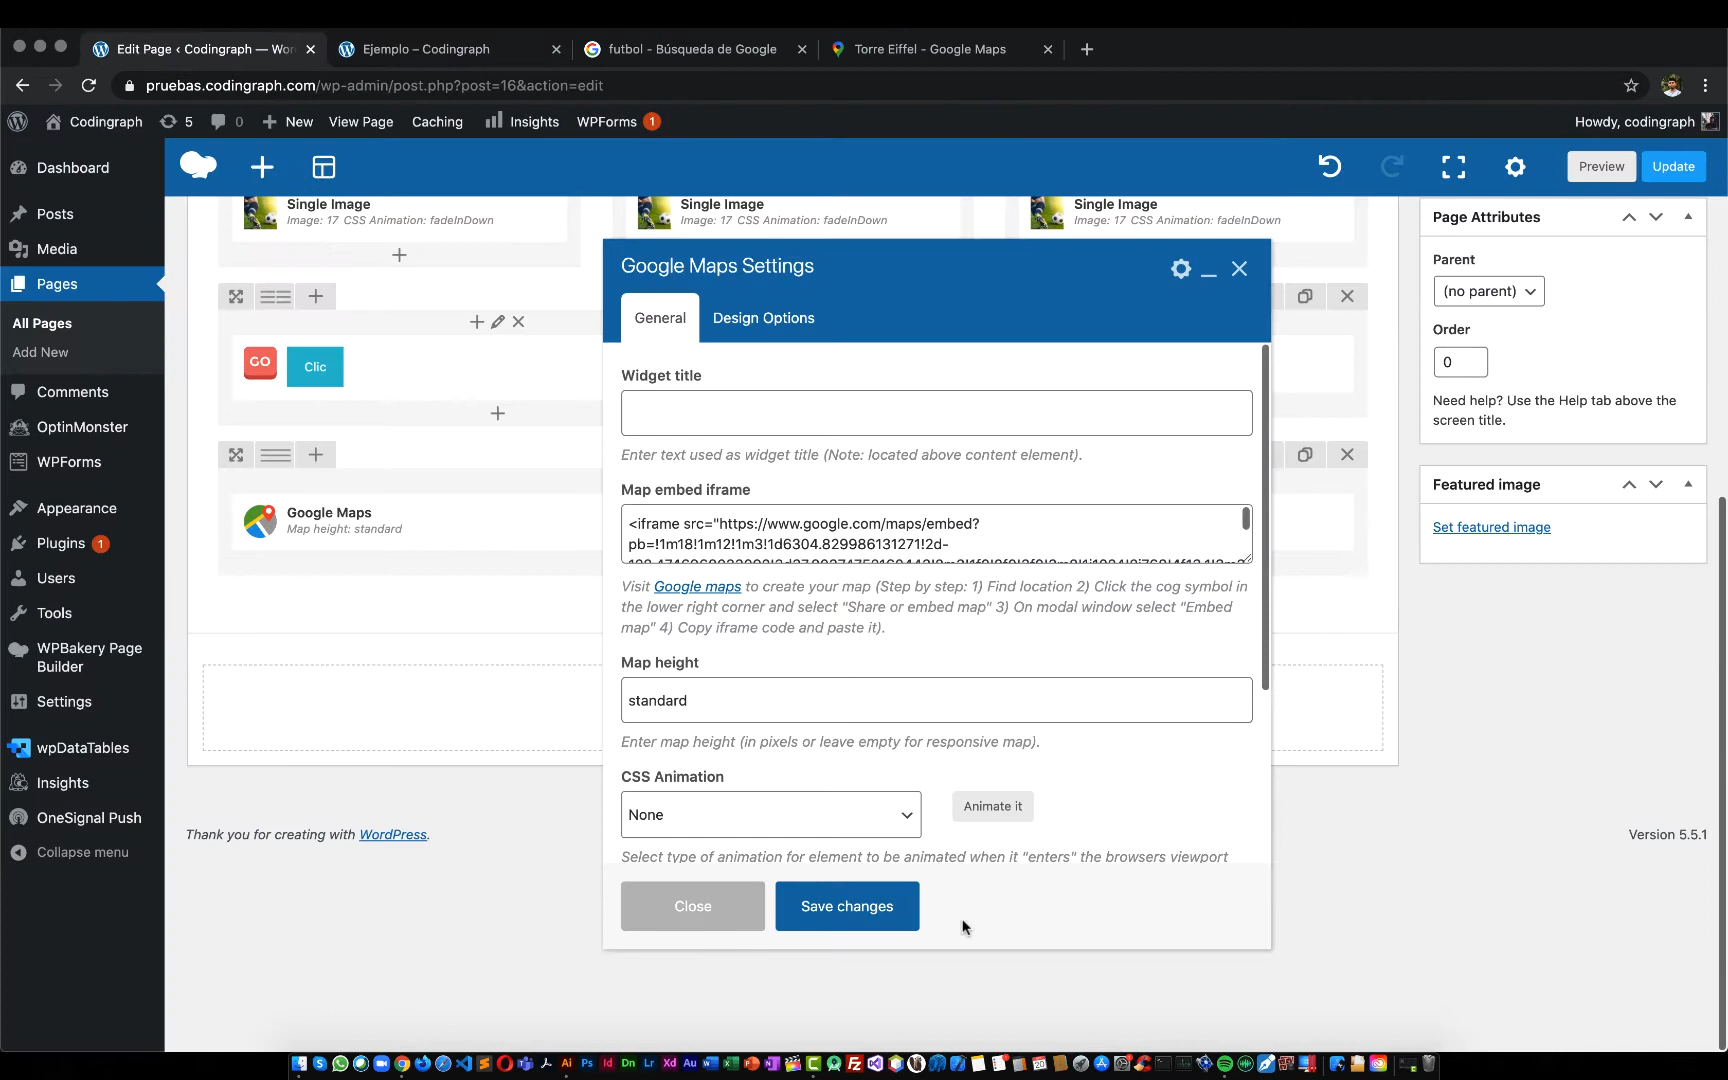 Edit Page ‹ Codingraph — Wor
Ejemplo – Codingraph
futbol - Búsqueda de Google
Torre Eiffel - Google Maps
pruebas.codingraph.com/wp-admin/post.php?post=16&action=edit
Codingraph
5
0
New
View Page
Caching
Insights
WPForms 1
Howdy, codingraph
Dashboard
Posts
Media
Pages
All Pages
Add New
Comments
OptinMonster
WPForms
Appearance
Plugins 1
Users
Tools
WPBakery Page
Builder
Settings
wpDataTables
Insights
OneSignal Push
Collapse menu
Preview
Update
Single Image
Image: 17 CSS Animation: fadeInDown
Single Image
Image: 17 CSS Animation: fadeInDown
Single Image
Image: 17 CSS Animation: fadeInDown
GO
Clic
Google Maps
Map height: standard
Google Maps Settings
General
Design Options
Widget title
Enter text used as widget title (Note: located above content element).
Map embed iframe
<iframe src="https://www.google.com/maps/embed?
pb=!1m18!1m12!1m3!1d6304.829986131271!2d-
Visit Google maps to create your map (Step by step: 1) Find location 2) Click the cog symbol in
the lower right corner and select "Share or embed map" 3) On modal window select "Embed
map" 4) Copy iframe code and paste it).
Map height
standard
Enter map height (in pixels or leave empty for responsive map).
CSS Animation
None
Animate it
Select type of animation for element to be animated when it "enters" the browsers viewport
Close
Save changes
Page Attributes
Parent
(no parent)
Order
0
Need help? Use the Help tab above the
screen title.
Featured image
Set featured image
Thank you for creating with WordPress.
Version 5.5.1
Ai
Ps
Id
Dn
Lr
Xd
Au
FZ
20